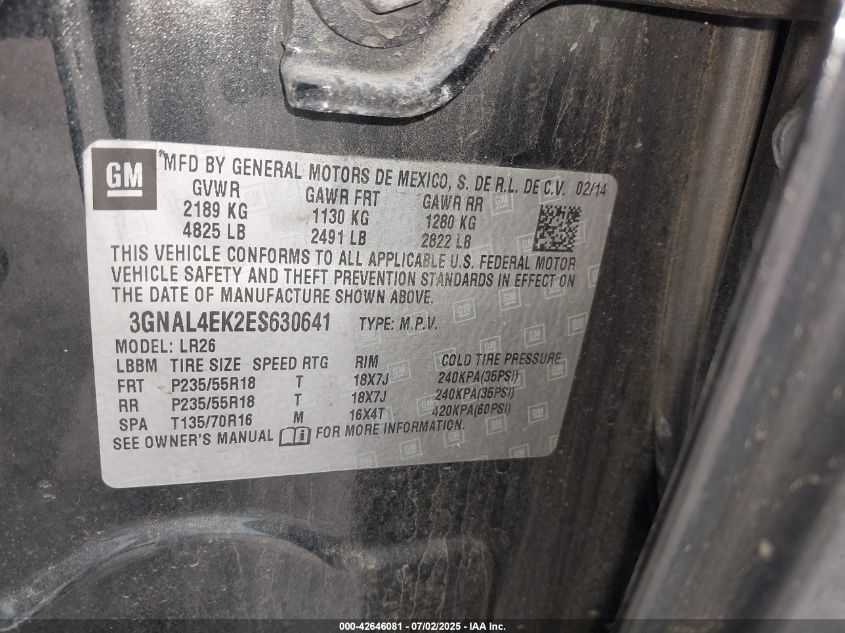 GM
MFD BY GENERAL MOTORS DE MEXICO, S. DE R.L. DE C.V. 02/14
GVWR GAWR FRT GAWR RR
2189 KG 1130 KG 1280 KG
4825 LB 2491 LB 2822 LB
THIS VEHICLE CONFORMS TO ALL APPLICABLE U.S. FEDERAL MOTOR
VEHICLE SAFETY AND THEFT PREVENTION STANDARDS IN EFFECT ON
THE DATE OF MANUFACTURE SHOWN ABOVE.
3GNAL4EK2ES630641 TYPE: M.P.V.
MODEL: LR26
LBBM TIRE SIZE SPEED RTG RIM COLD TIRE PRESSURE
FRT P235/55R18 T 18X7J 240KPA(35PSI)
RR P235/55R18 T 18X7J 240KPA(35PSI)
SPA T135/70R16 M 16X4T 420KPA(60PSI)
SEE OWNER'S MANUAL FOR MORE INFORMATION.
000-42646081 - 07/02/2025 - IAA Inc.